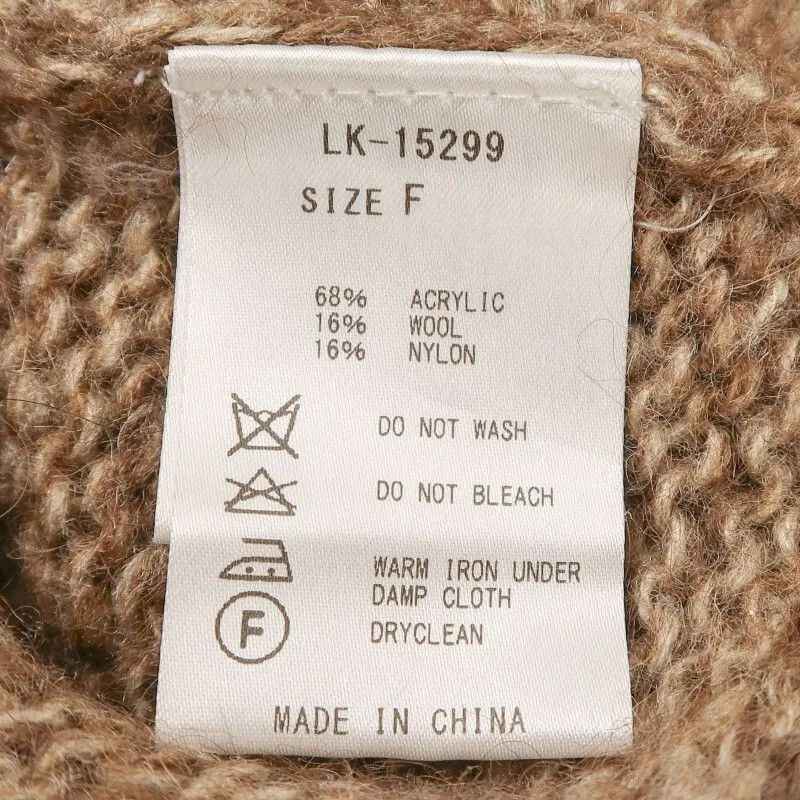 LK-15299
SIZE F
68% ACRYLIC
16% WOOL
16% NYLON
DO NOT WASH
DO NOT BLEACH
WARM IRON UNDER
DAMP CLOTH
F DRYCLEAN
MADE IN CHINA